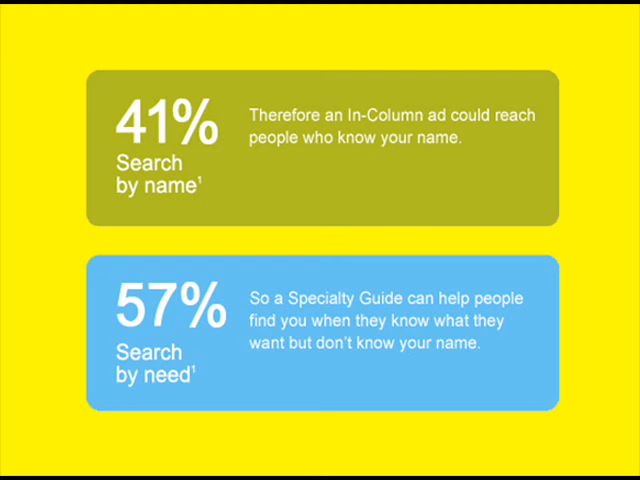 41%
Search
by name¹
Therefore an In-Column ad could reach
people who know your name.
57%
Search
by need¹
So a Specialty Guide can help people
find you when they know what they
want but don't know your name.